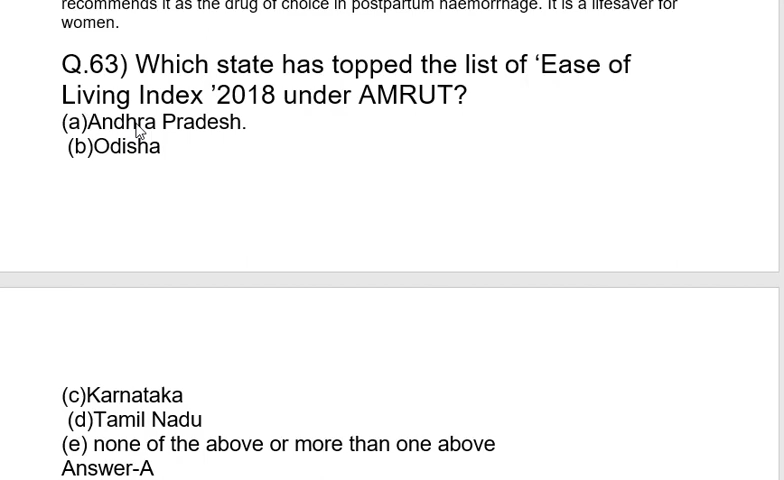 recommends it as the drug of choice in postpartum haemorrhage. It is a lifesaver for
women.
Q.63) Which state has topped the list of ‘Ease of
Living Index ’2018 under AMRUT?
(a)Andhra Pradesh.
(b)Odisha
(c)Karnataka
(d)Tamil Nadu
(e) none of the above or more than one above
Answer-A